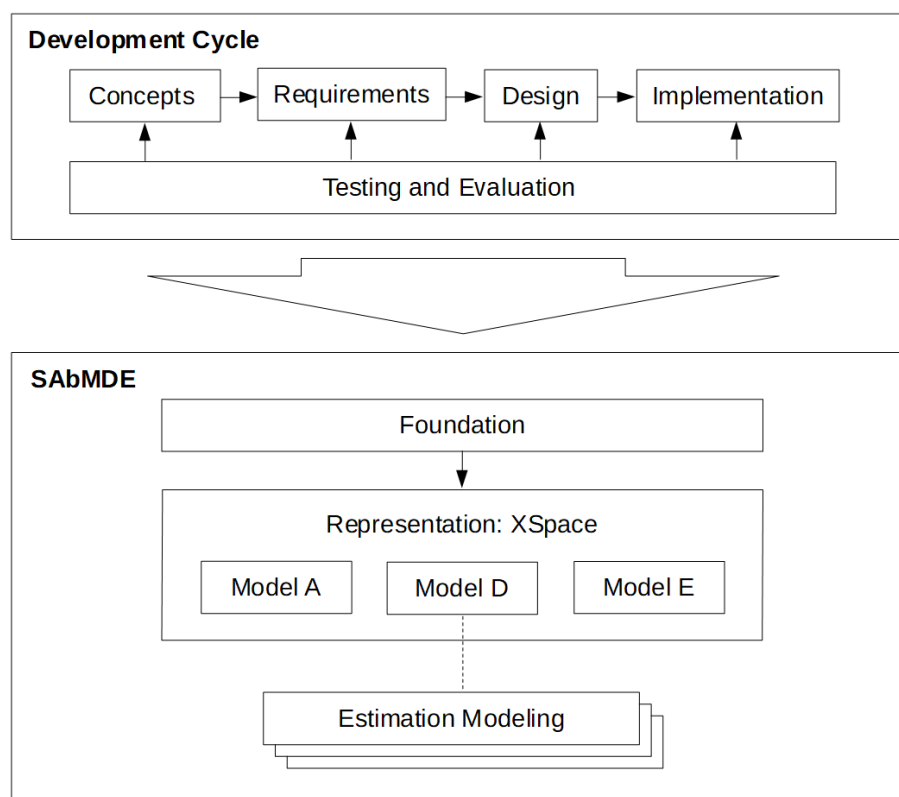 Development Cycle
Concepts
Requirements
Design
Implementation
Testing and Evaluation
SAbMDE
Foundation
Representation: XSpace
Model A
Model D
Model E
Estimation Modeling